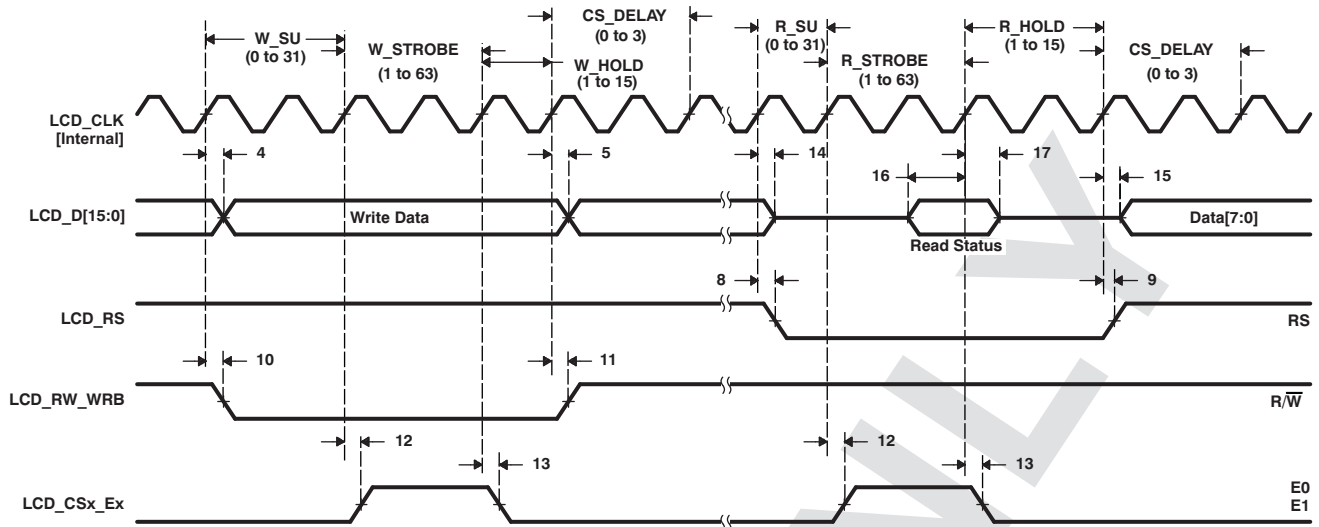 CS_DELAY
(0 to 3)
W_SU
(0 to 31)
W_STROBE
(1 to 63)
W_HOLD
(1 to 15)
R_SU
(0 to 31)
R_STROBE
(1 to 63)
R_HOLD
(1 to 15)
CS_DELAY
(0 to 3)
LCD_CLK
[Internal]
4
5
14
17
16
15
LCD_D[15:0]
Write Data
Data[7:0]
Read Status
8
9
LCD_RS
RS
10
11
LCD_RW_WRB
R/W̅
12
13
12
13
LCD_CSx_Ex
E0
E1